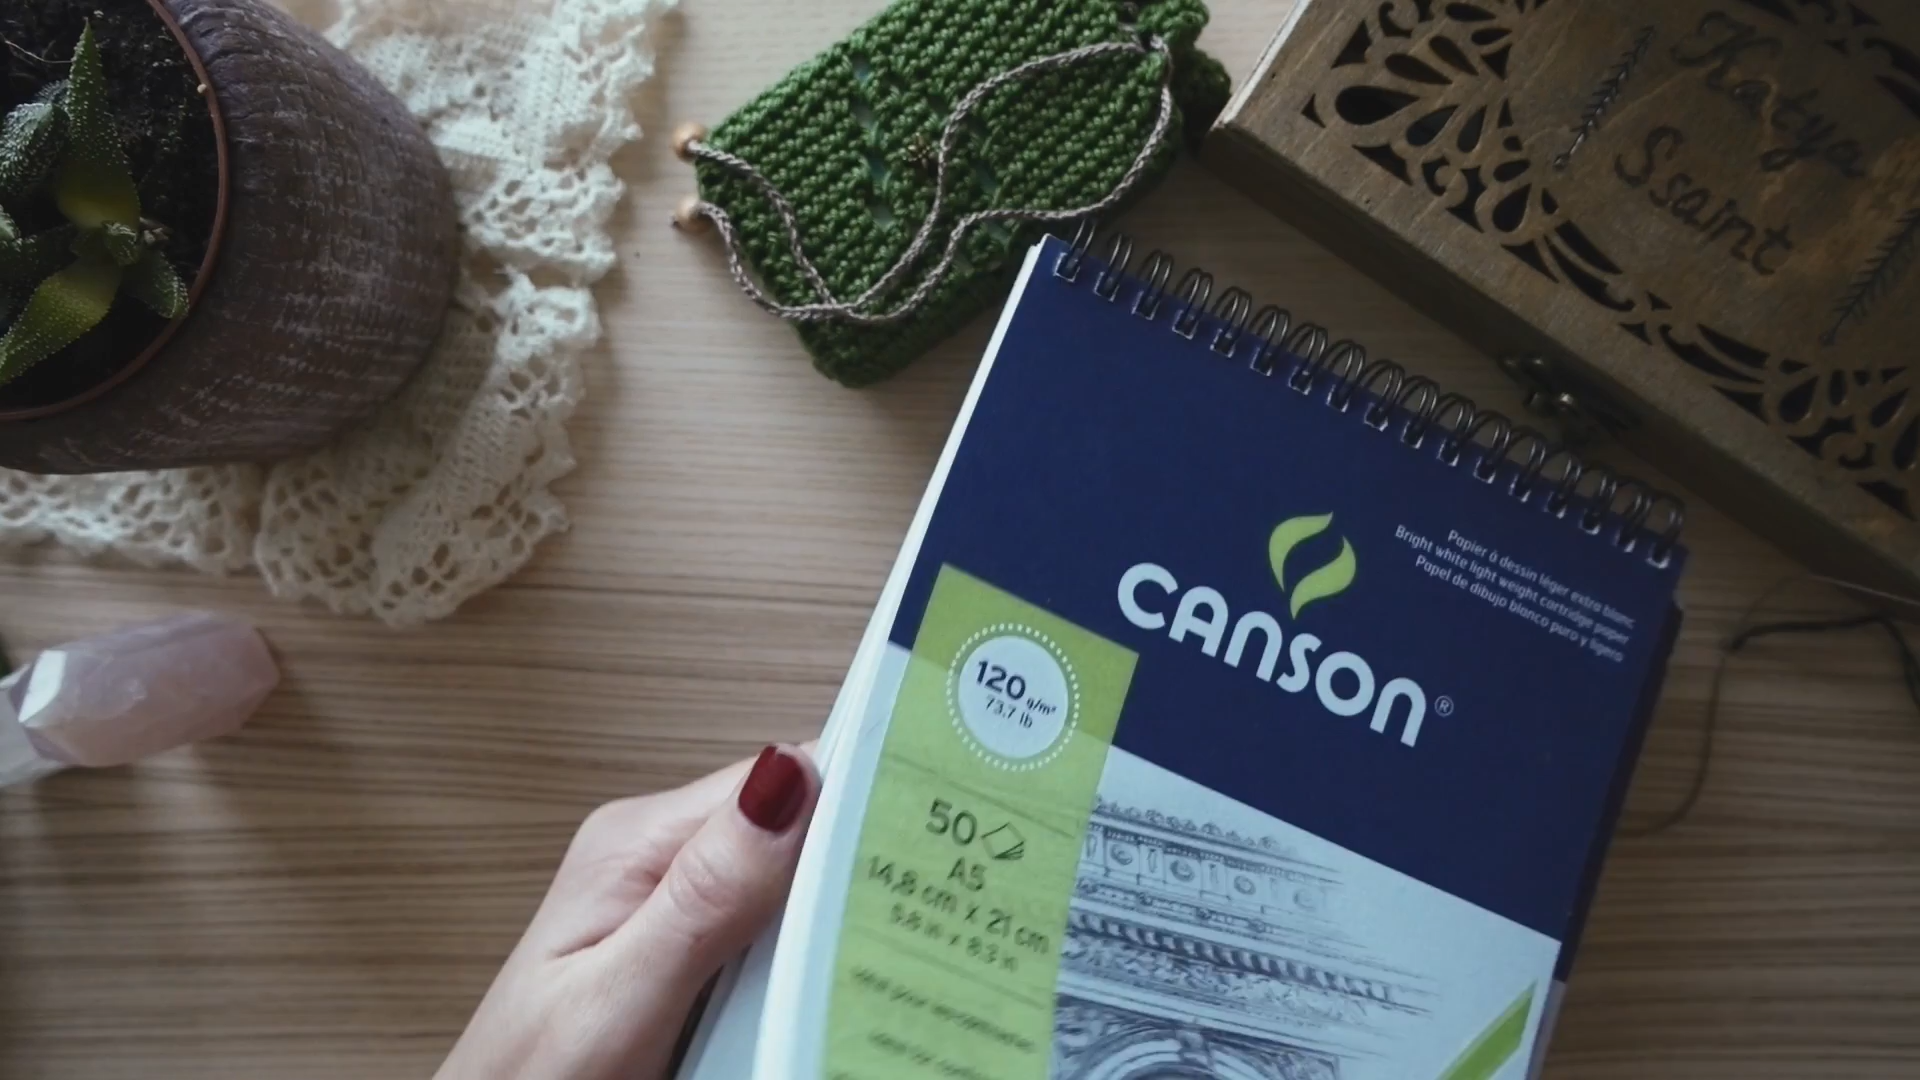 Katya
Ssaint
Papier à dessin léger extra blanc
Bright white light weight cartridge paper
Papel de dibujo blanco puro y ligero
CANSON®
120 g/m²
73.7 lb
50
A5
14,8 cm x 21 cm
5.8 in x 8.3 in